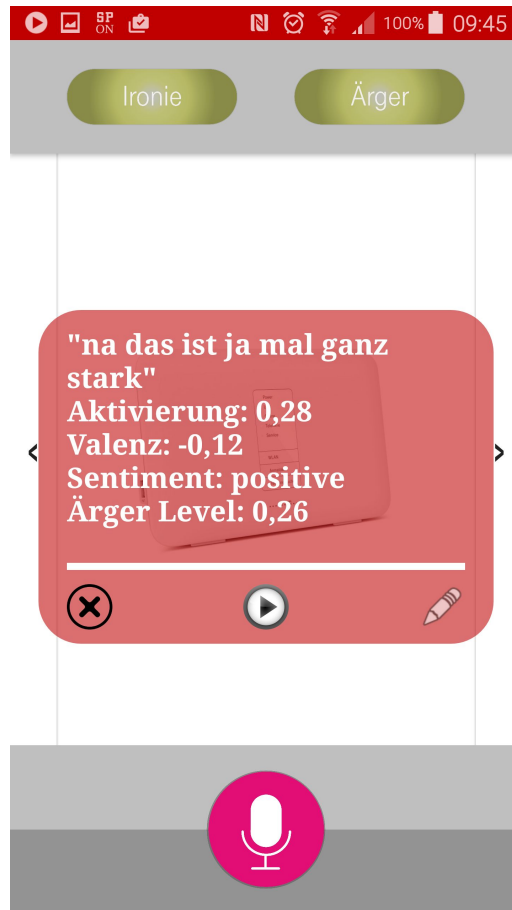 SP
ON
100%
09:45
Ironie
Ärger
"na das ist ja mal ganz
stark"
Aktivierung: 0,28
Valenz: -0,12
Sentiment: positive
Ärger Level: 0,26